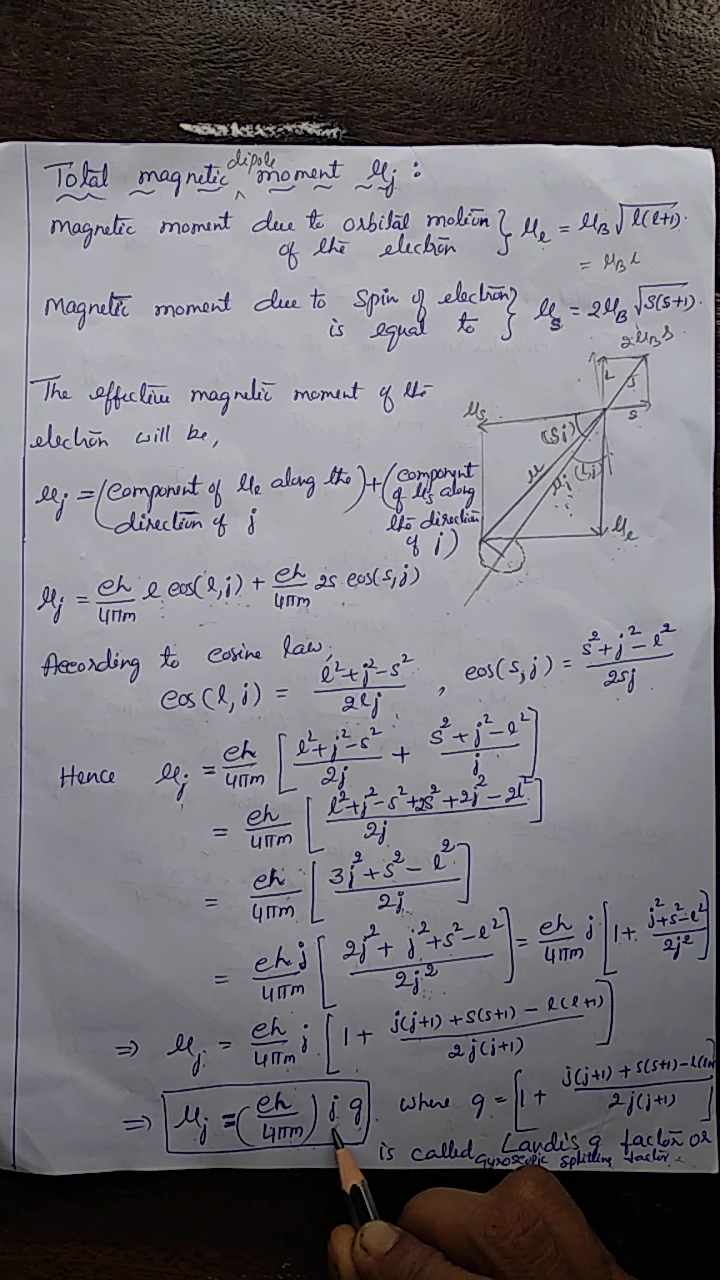 Total magnetic dipole moment μj :
magnetic moment due to orbital motion of the electron } μl = μB √l(l+1).
= μB l
Magnetic moment due to spin of electron is equal to } μs = 2μB √s(s+1).
2μB s
L
S
s
The effective magnetic moment of the
electron will be,
μs
(s,j)
(l,j)
μ
μj
μl
μj = (component of μl along the direction of j) + (component of μs along the direction of j)
μj = eh/4πm l cos(l,j) + eh/4πm 2s cos(s,j)
According to cosine law,
cos(l,j) = l²+j²-s²/2lj , cos(s,j) = s²+j²-l²/2sj
Hence μj = eh/4πm [l²+j²-s²/2j + s²+j²-l²/j]
= eh/4πm [l²+j²-s²+2s²+2j²-2l²/2j]
= eh/4πm [3j²+s²-l²/2j]
= eh j/4πm [2j²+j²+s²-l²/2j²] = eh/4πm j [1+ j²+s²-l²/2j²]
⇒ μj = eh/4πm j [1+ j(j+1)+s(s+1)-l(l+1)/2j(j+1)]
⇒ μj = (eh/4πm) j g . where g = [1+ j(j+1)+s(s+1)-l(l+1)/2j(j+1)]
is called Landi's g factor or
Gyroscopic splitting factor.